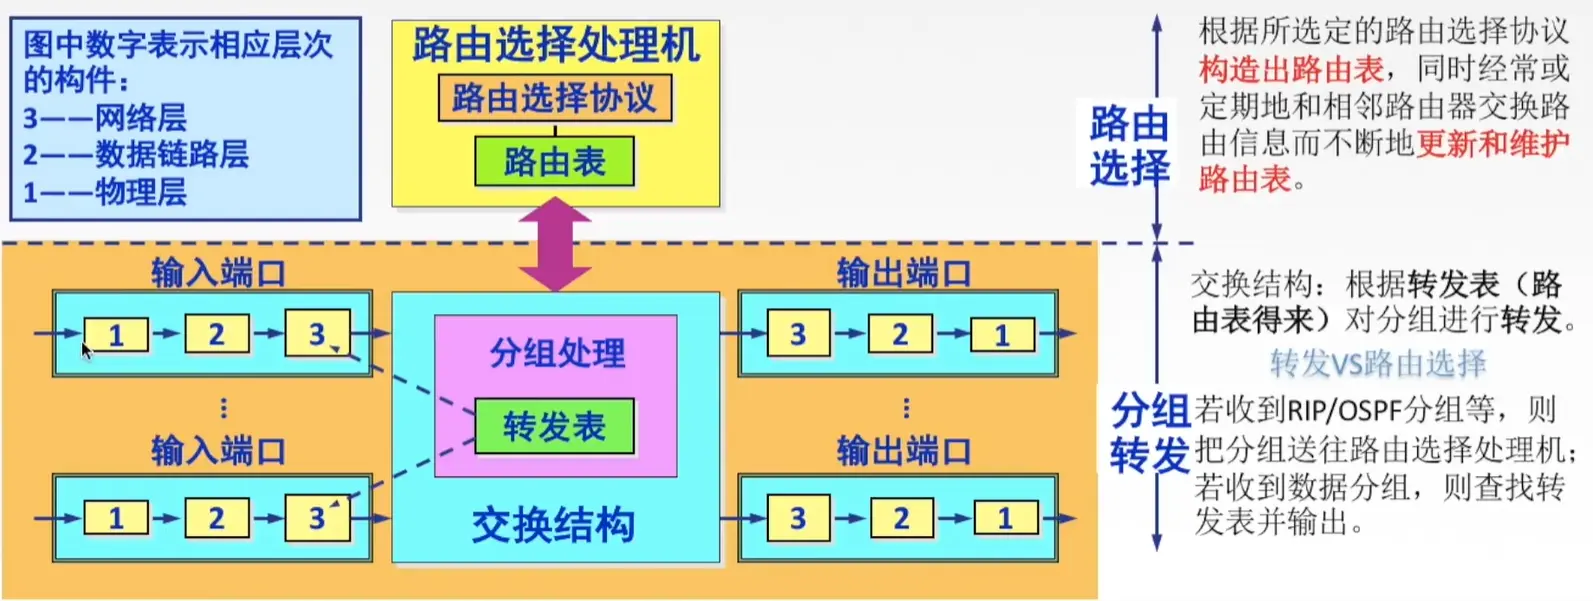 图中数字表示相应层次
的构件：
3——网络层
2——数据链路层
1——物理层
路由选择处理机
路由选择协议
路由表
路由
选择
根据所选定的路由选择协议
构造出路由表，同时经常或
定期地和相邻路由器交换路
由信息而不断地更新和维护
路由表。
输入端口
1
2
3
⋮
输入端口
1
2
3
分组处理
转发表
交换结构
输出端口
3
2
1
⋮
输出端口
3
2
1
分组
转发
交换结构：根据转发表（路
由表得来）对分组进行转发。
转发VS路由选择
若收到RIP/OSPF分组等，则
把分组送往路由选择处理机；
若收到数据分组，则查找转
发表并输出。